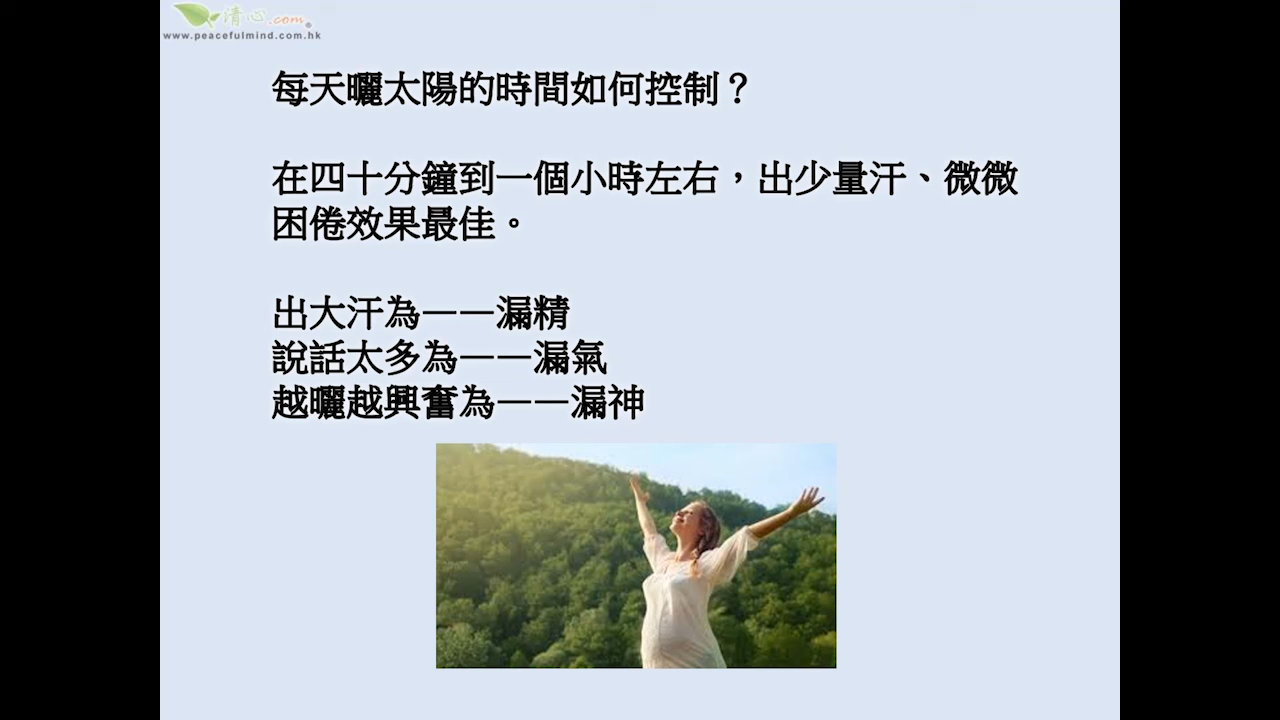 清心.com®
www.peacefulmind.com.hk
每天曬太陽的時間如何控制？
在四十分鐘到一個小時左右，出少量汗、微微
困倦效果最佳。
出大汗為——漏精
說話太多為——漏氣
越曬越興奮為——漏神